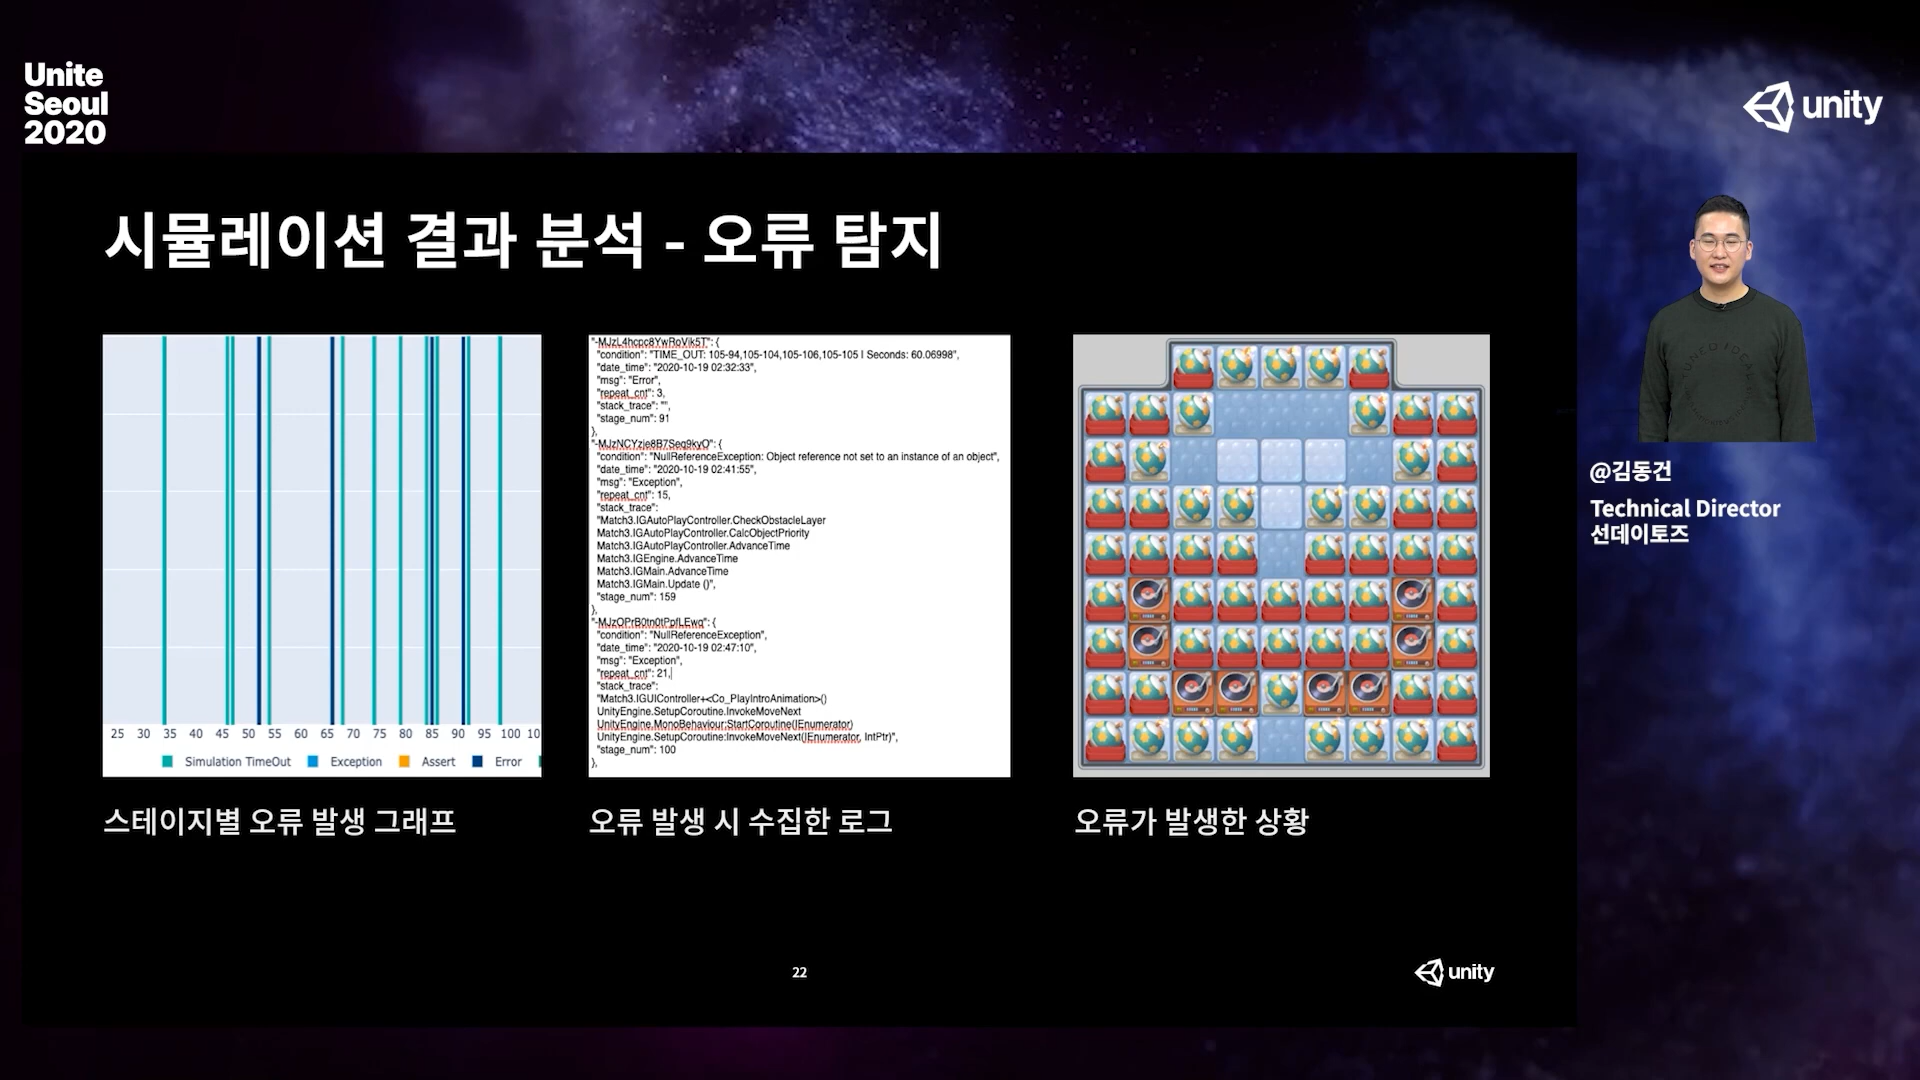 Unite
Seoul
2020
unity
시뮬레이션 결과 분석 - 오류 탐지
25 30 35 40 45 50 55 60 65 70 75 80 85 90 95 100 10
Simulation TimeOut Exception Assert Error
스테이지별 오류 발생 그래프
"-MJzL4hcpc8YwRoVik5T": {
"condition": "TIME_OUT: 105-94,105-104,105-106,105-105 I Seconds: 60.06998",
"date_time": "2020-10-19 02:32:33",
"msg": "Error",
"repeat_cnt": 3,
"stack_trace": "",
"stage_num": 91
},
"-MJzNCYzje8B7Seq9kyO": {
"condition": "NullReferenceException: Object reference not set to an instance of an object",
"date_time": "2020-10-19 02:41:55",
"msg": "Exception",
"repeat_cnt": 15,
"stack_trace":
"Match3.IGAutoPlayController.CheckObstacleLayer
Match3.IGAutoPlayController.CalcObjectPriority
Match3.IGAutoPlayController.AdvanceTime
Match3.IGEngine.AdvanceTime
Match3.IGMain.AdvanceTime
Match3.IGMain.Update ()",
"stage_num": 159
},
"-MJzOPrB0tn0tPpfLEwq": {
"condition": "NullReferenceException",
"date_time": "2020-10-19 02:47:10",
"msg": "Exception",
"repeat_cnt": 21,
"stack_trace":
"Match3.IGUIController+<Co_PlayIntroAnimation>()
UnityEngine.SetupCoroutine.InvokeMoveNext
UnityEngine.MonoBehaviour:StartCoroutine(IEnumerator)
UnityEngine.SetupCoroutine:InvokeMoveNext(IEnumerator, IntPtr)",
"stage_num": 100
},
오류 발생 시 수집한 로그
오류가 발생한 상황
22
unity
@김동건
Technical Director
선데이토즈